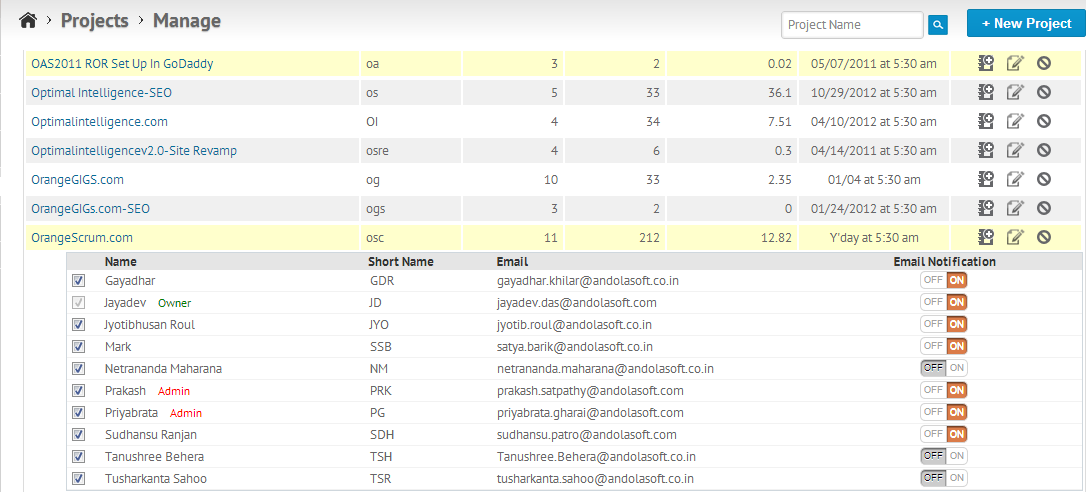 › Projects › Manage Project Name + New Project
OAS2011 ROR Set Up In GoDaddy oa 3 2 0.02 05/07/2011 at 5:30 am
Optimal Intelligence-SEO os 5 33 36.1 10/29/2012 at 5:30 am
Optimalintelligence.com OI 4 34 7.51 04/10/2012 at 5:30 am
Optimalintelligencev2.0-Site Revamp osre 4 6 0.3 04/14/2011 at 5:30 am
OrangeGIGS.com og 10 33 2.35 01/04 at 5:30 am
OrangeGIGs.com-SEO ogs 3 2 0 01/24/2012 at 5:30 am
OrangeScrum.com osc 11 212 12.82 Y'day at 5:30 am
Name Short Name Email Email Notification
Gayadhar GDR gayadhar.khilar@andolasoft.co.in OFF ON
Jayadev Owner JD jayadev.das@andolasoft.com OFF ON
Jyotibhusan Roul JYO jyotib.roul@andolasoft.co.in OFF ON
Mark SSB satya.barik@andolasoft.co.in OFF ON
Netrananda Maharana NM netrananda.maharana@andolasoft.co.in OFF ON
Prakash Admin PRK prakash.satpathy@andolasoft.com OFF ON
Priyabrata Admin PG priyabrata.gharai@andolasoft.com OFF ON
Sudhansu Ranjan SDH sudhansu.patro@andolasoft.com OFF ON
Tanushree Behera TSH Tanushree.Behera@andolasoft.co.in OFF ON
Tusharkanta Sahoo TSR tusharkanta.sahoo@andolasoft.co.in OFF ON